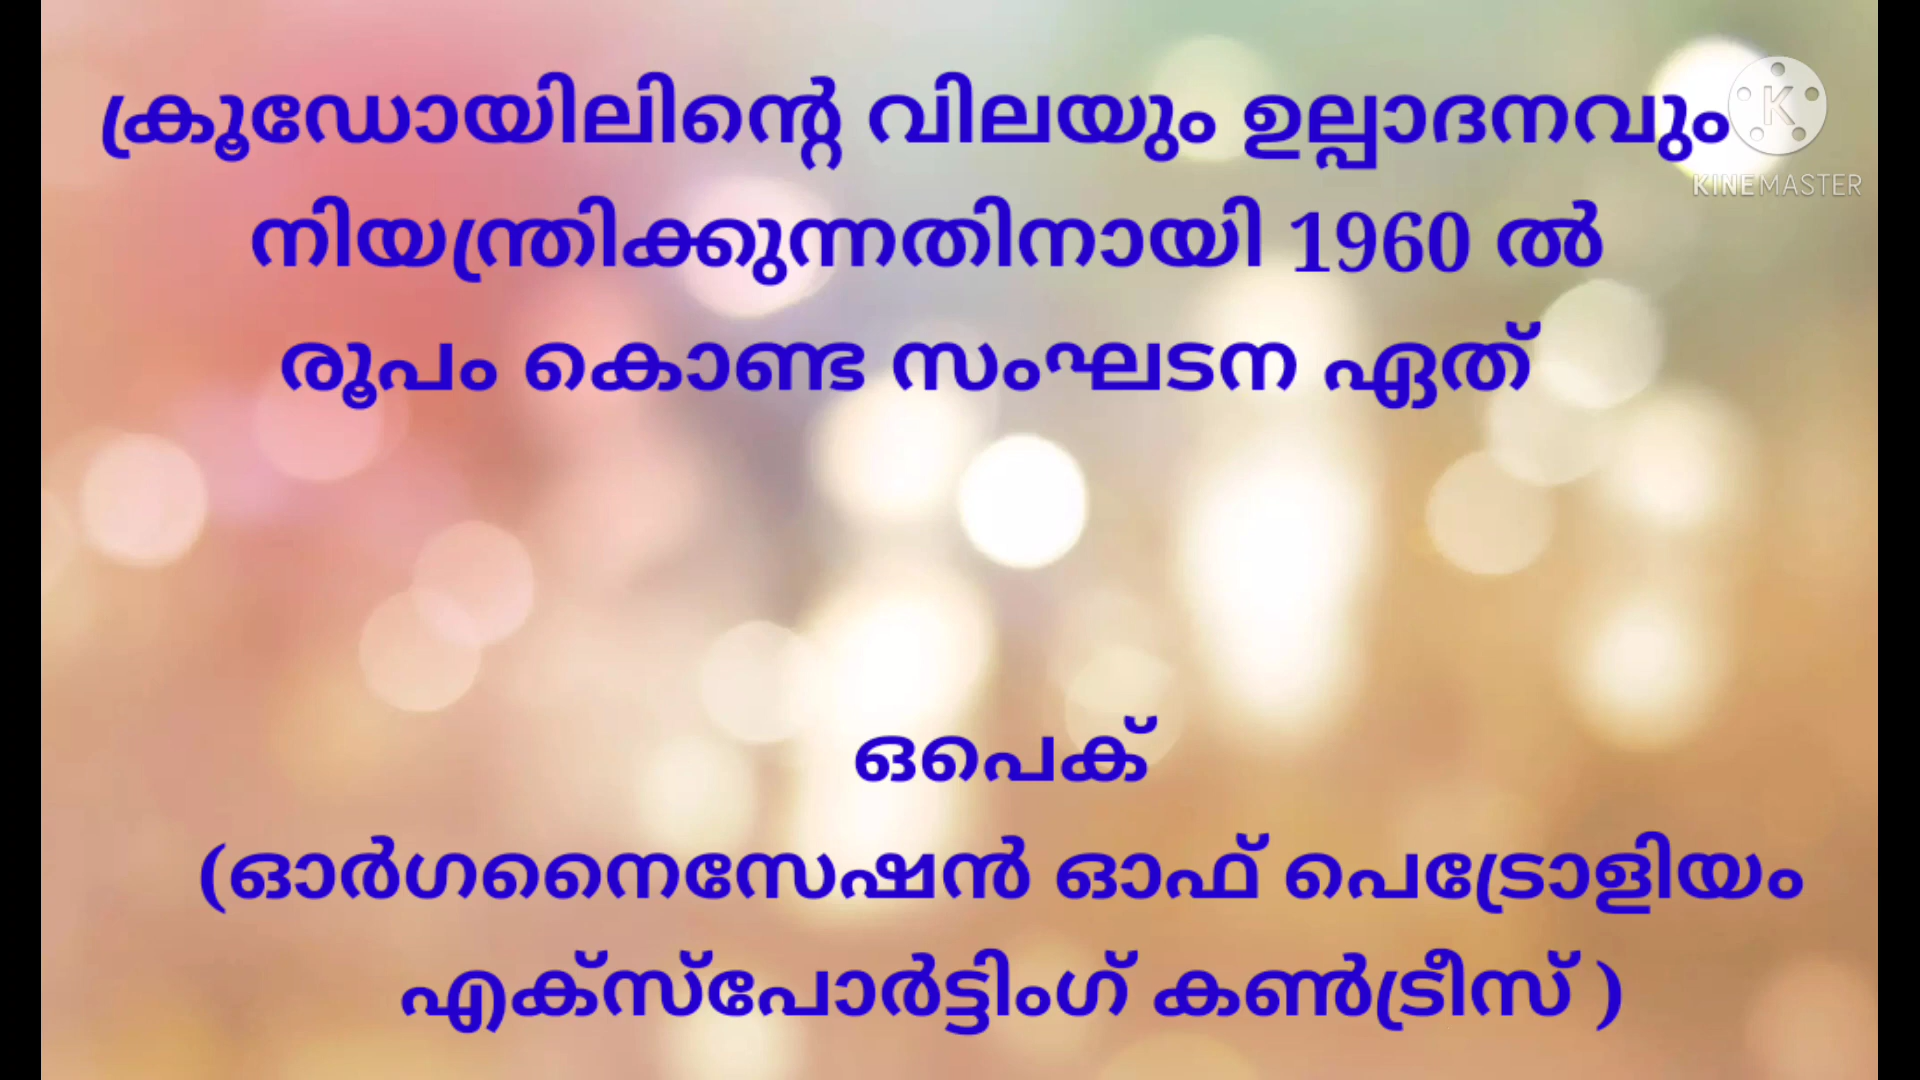 ക്രൂഡോയിലിന്റെ വിലയും ഉല്പാദനവും
നിയന്ത്രിക്കുന്നതിനായി 1960 ൽ
രൂപം കൊണ്ട സംഘടന ഏത്
KINEMASTER
ഒപെക്
(ഓർഗനൈസേഷൻ ഓഫ് പെട്രോളിയം
എക്സ്പോർട്ടിംഗ് കൺട്രീസ് )